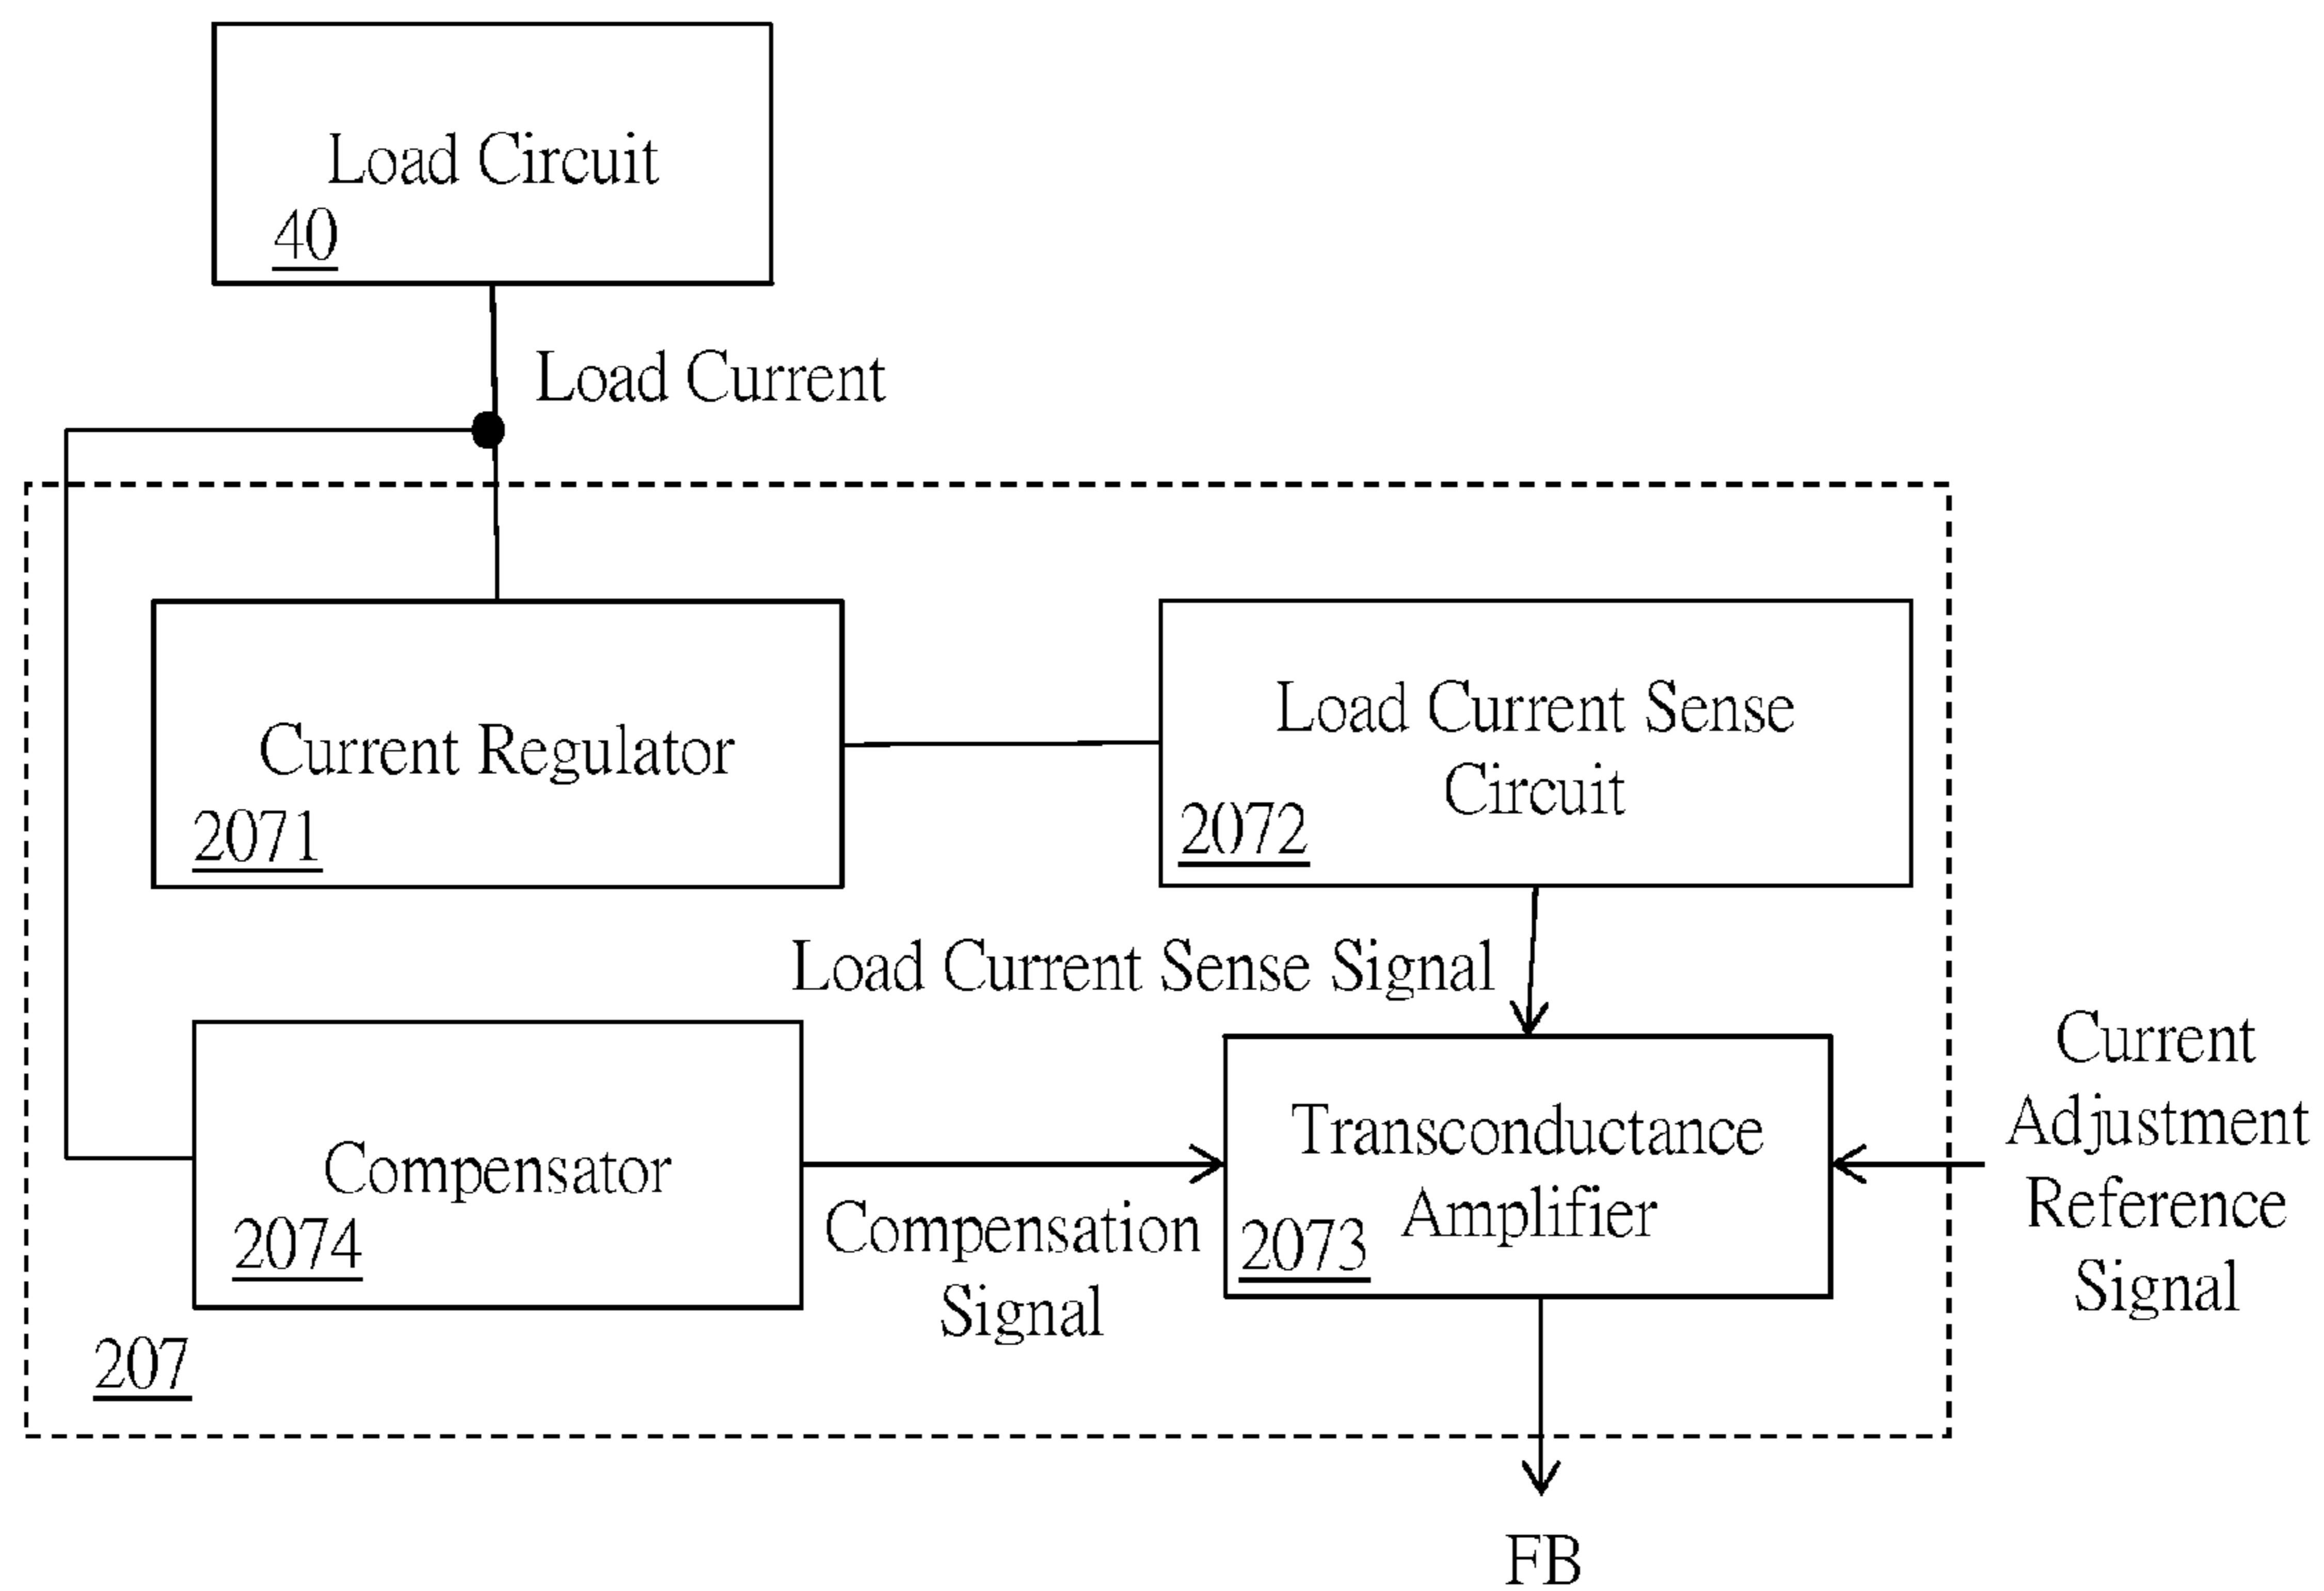 Load Circuit
40
Load Current
Current Regulator
2071
Load Current Sense
Circuit
2072
Load Current Sense Signal
Compensator
2074
Compensation
Signal
Transconductance
Amplifier
2073
Current
Adjustment
Reference
Signal
207
FB